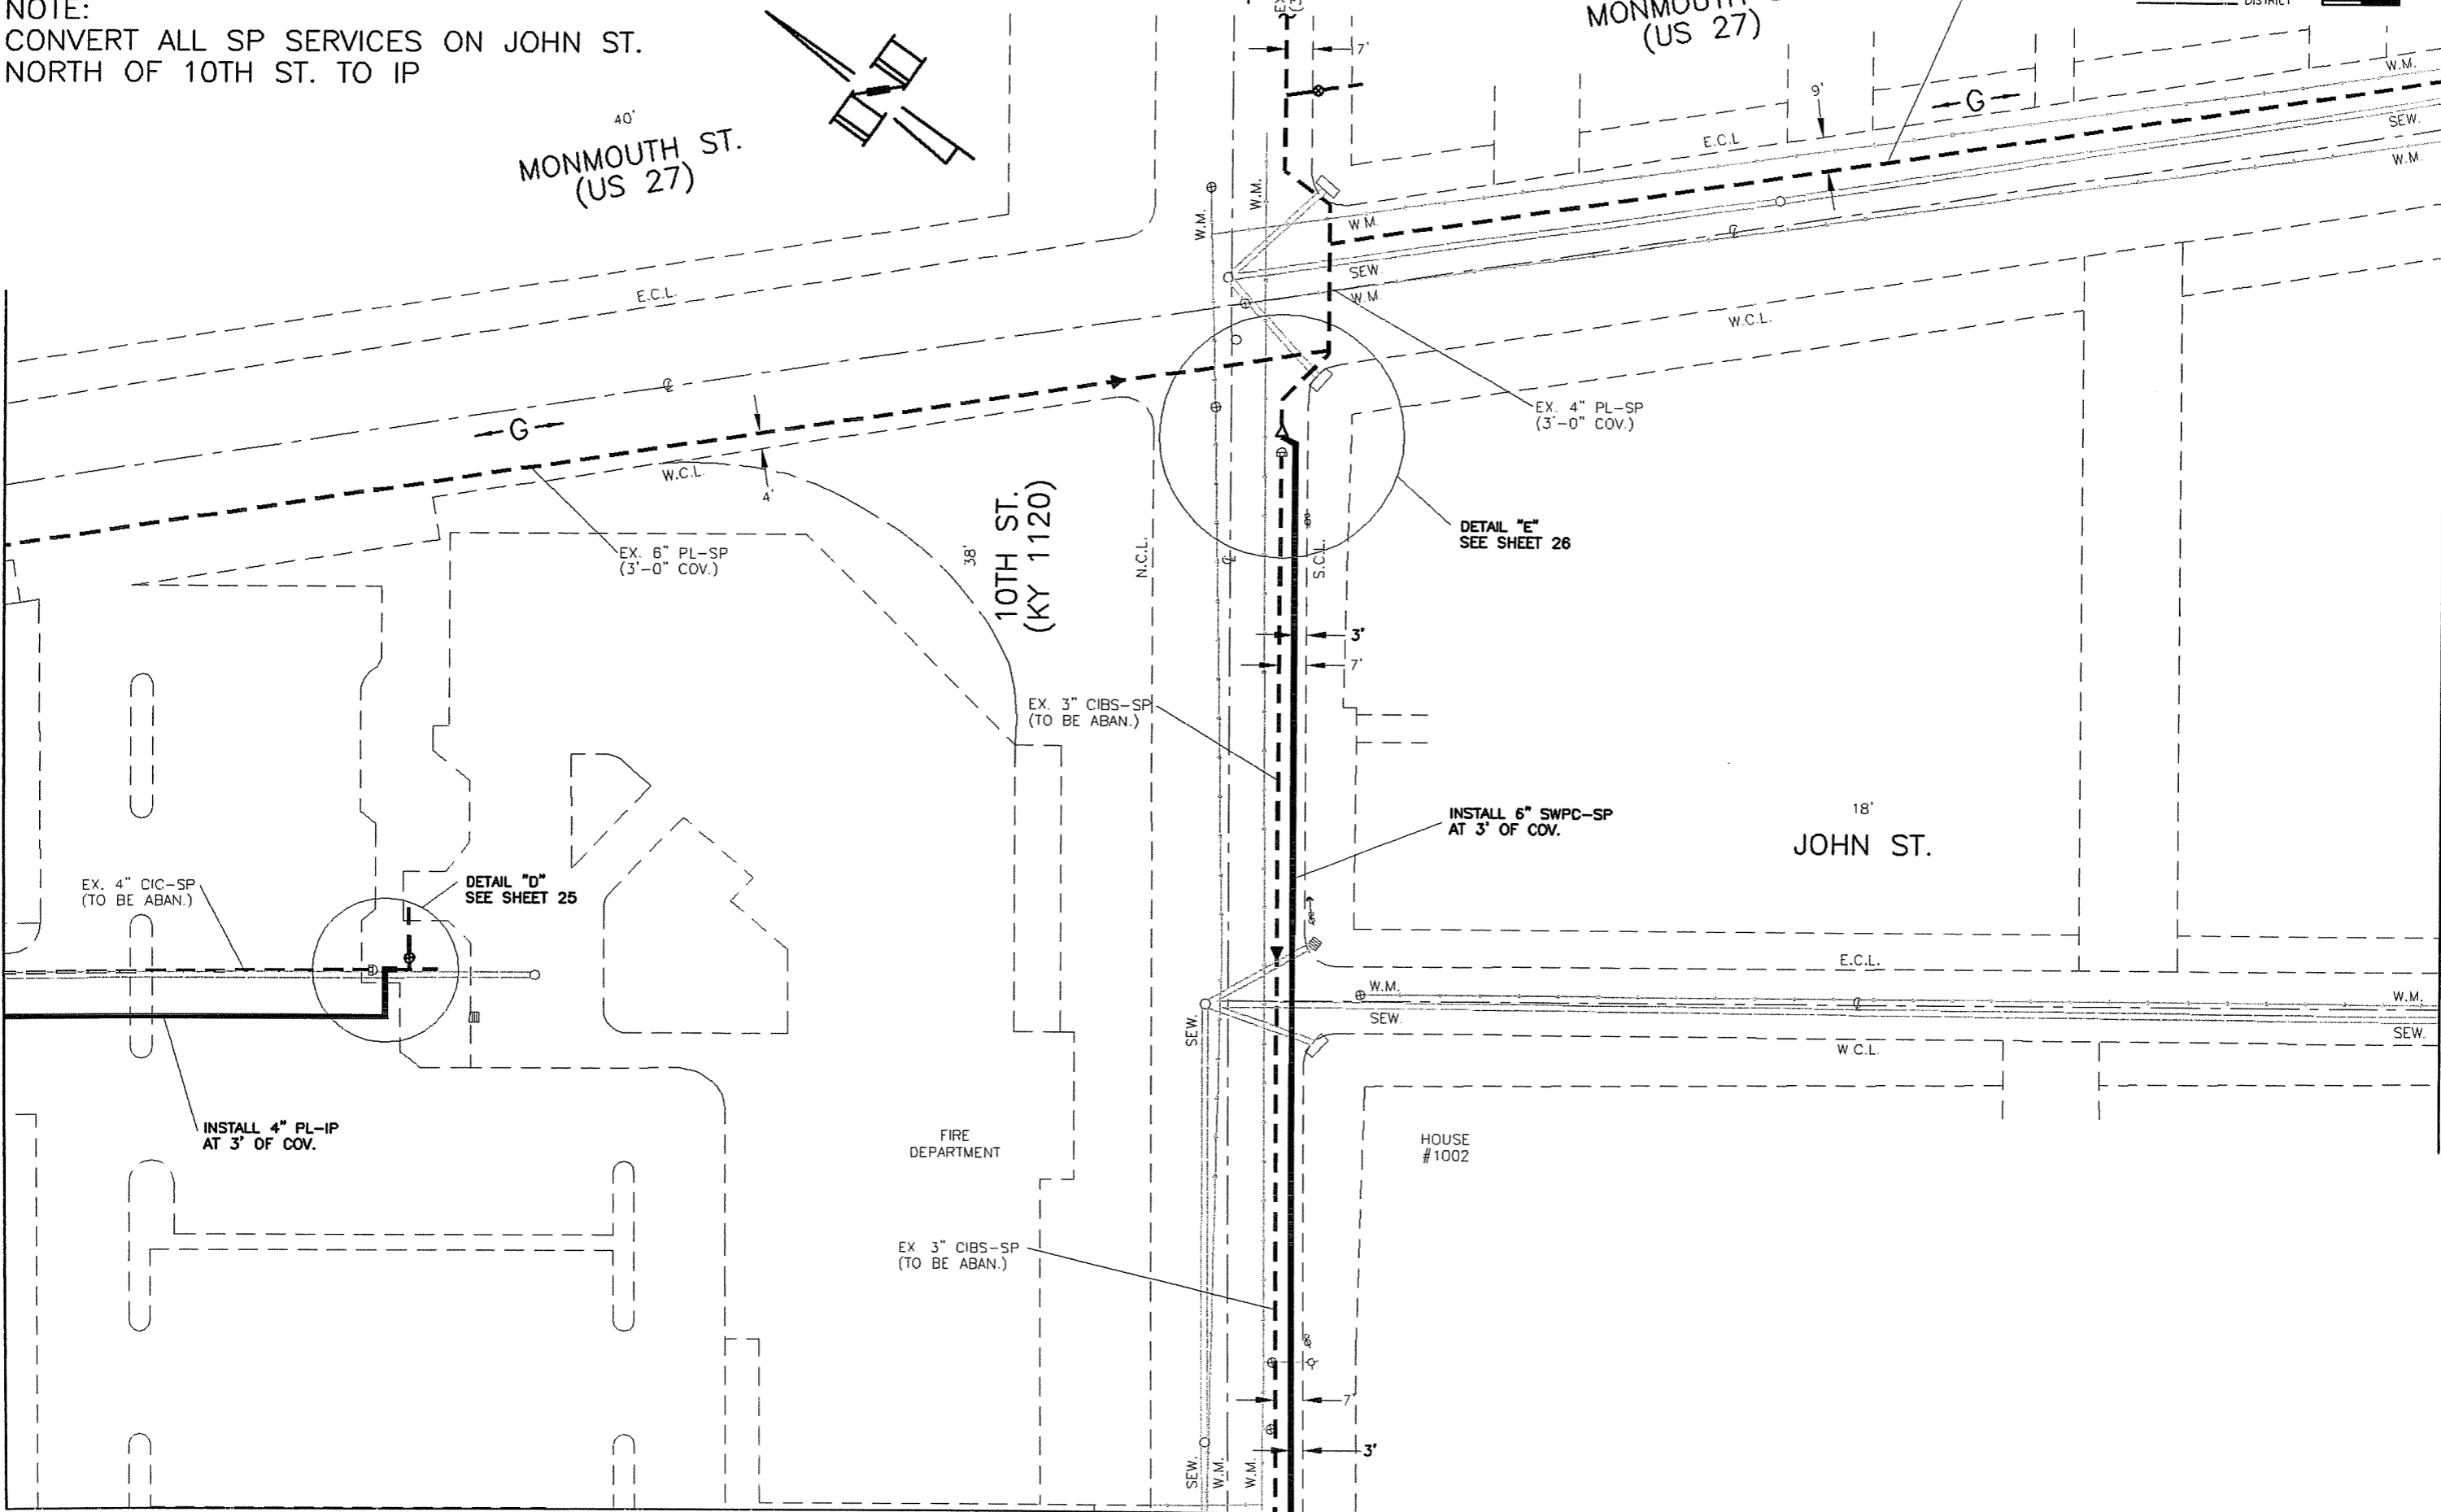 NOTE:
CONVERT ALL SP SERVICES ON JOHN ST.
NORTH OF 10TH ST. TO IP
40'
MONMOUTH ST.
(US 27)
7'
MONMOUTH
(US 27)
DISTRICT
9'
G
W.M.
SEW.
W.M.
E.C.L
W.M.
W.M.
W.M.
SEW.
W.M.
E.C.L.
W.C.L.
G
W.C.L.
4'
EX. 6" PL-SP
(3'-0" COV.)
EX. 4" PL-SP
(3'-0" COV.)
38'
10TH ST.
(KY 1120)
N.C.L.
S.C.L.
DETAIL "E"
SEE SHEET 26
3'
7'
EX. 3" CIBS-SP
(TO BE ABAN.)
INSTALL 6" SWPC-SP
AT 3' OF COV.
18'
JOHN ST.
EX. 4" CIC-SP
(TO BE ABAN.)
DETAIL "D"
SEE SHEET 25
E.C.L.
W.M.
SEW.
W.M.
SEW.
W.C.L.
SEW.
INSTALL 4" PL-IP
AT 3' OF COV.
FIRE
DEPARTMENT
HOUSE
#1002
EX 3" CIBS-SP
(TO BE ABAN.)
7'
3'
SEW.
W.M.
W.M.